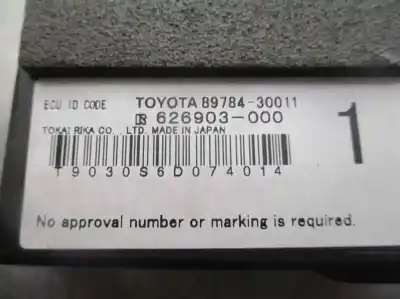 ECU ID CODE TOYOTA 89784-30011
626903-000
TOKAI RIKA CO., LTD. MADE IN JAPAN
1
T9030S6D074014
No approval number or marking is required.